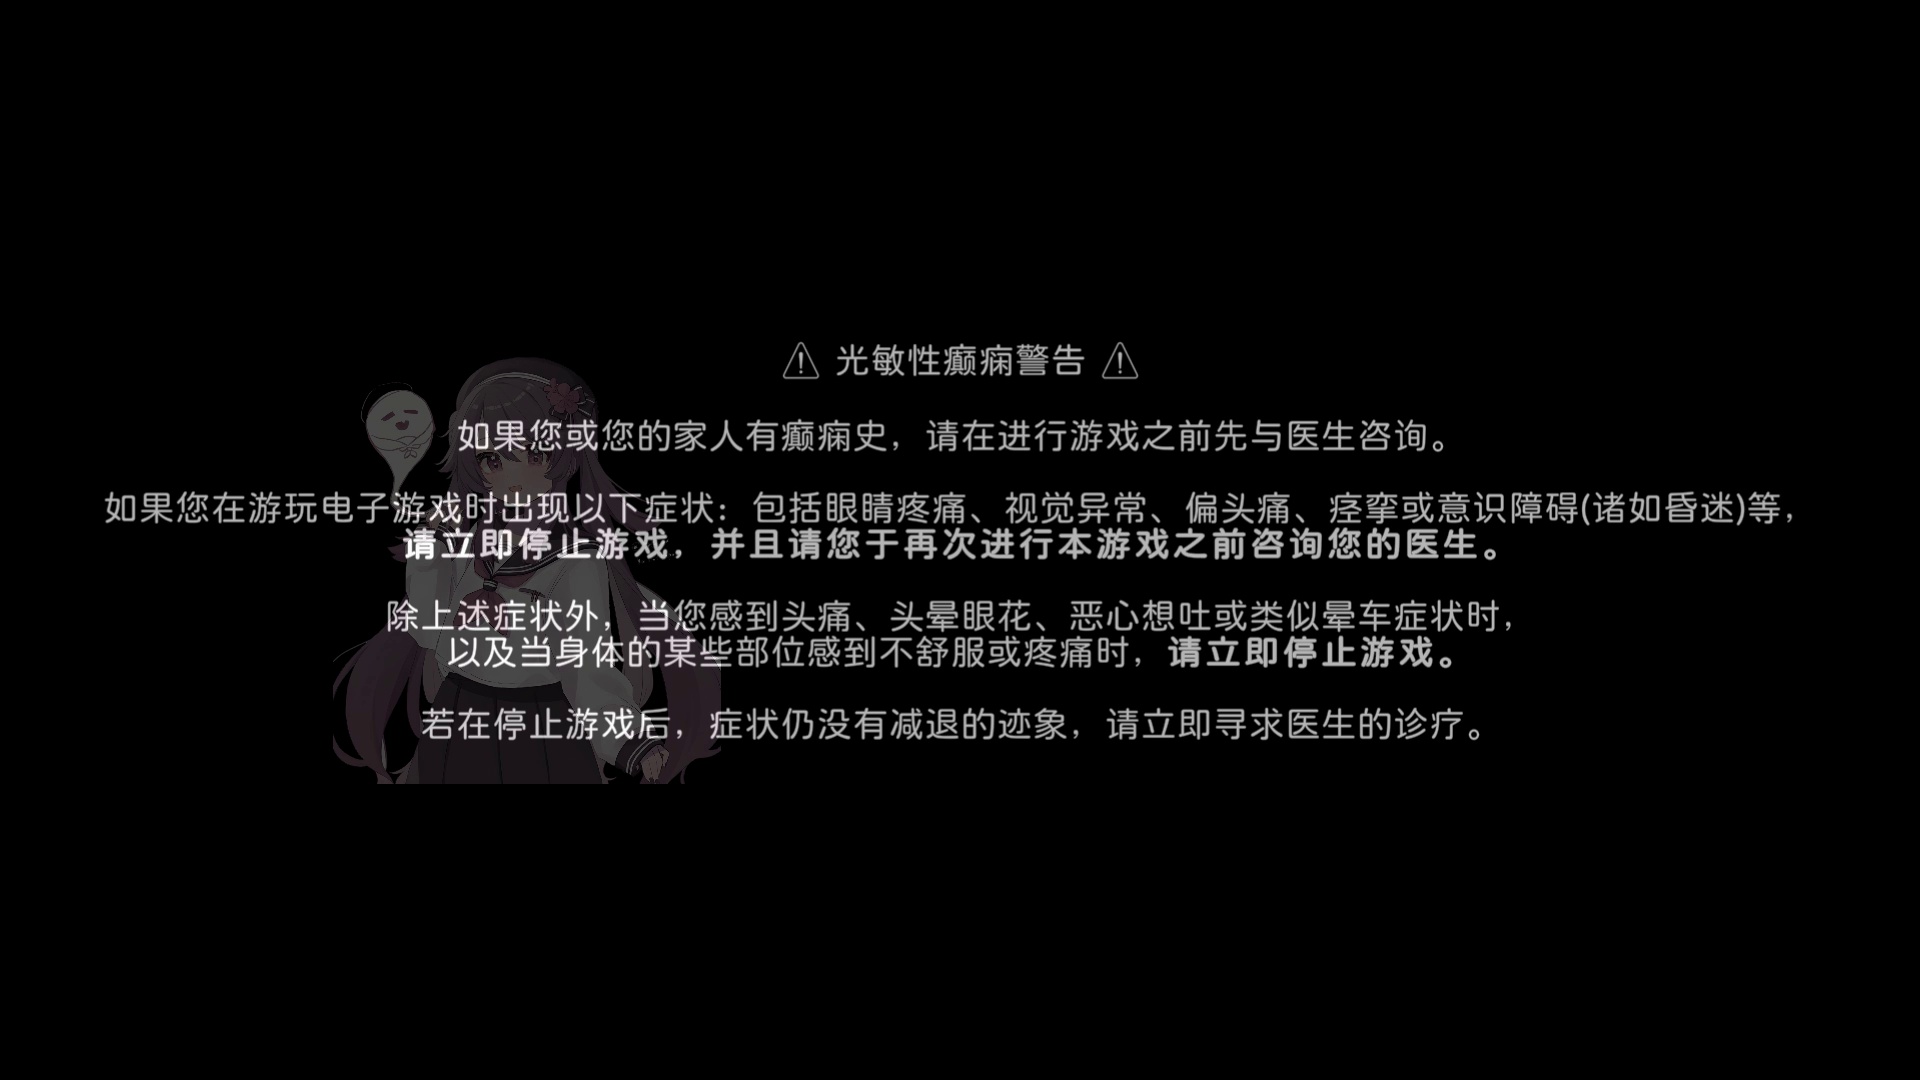 ⚠ 光敏性癫痫警告 ⚠
如果您或您的家人有癫痫史，请在进行游戏之前先与医生咨询。
如果您在游玩电子游戏时出现以下症状：包括眼睛疼痛、视觉异常、偏头痛、痉挛或意识障碍(诸如昏迷)等，
请立即停止游戏，并且请您于再次进行本游戏之前咨询您的医生。
除上述症状外，当您感到头痛、头晕眼花、恶心想吐或类似晕车症状时，
以及当身体的某些部位感到不舒服或疼痛时，请立即停止游戏。
若在停止游戏后，症状仍没有减退的迹象，请立即寻求医生的诊疗。